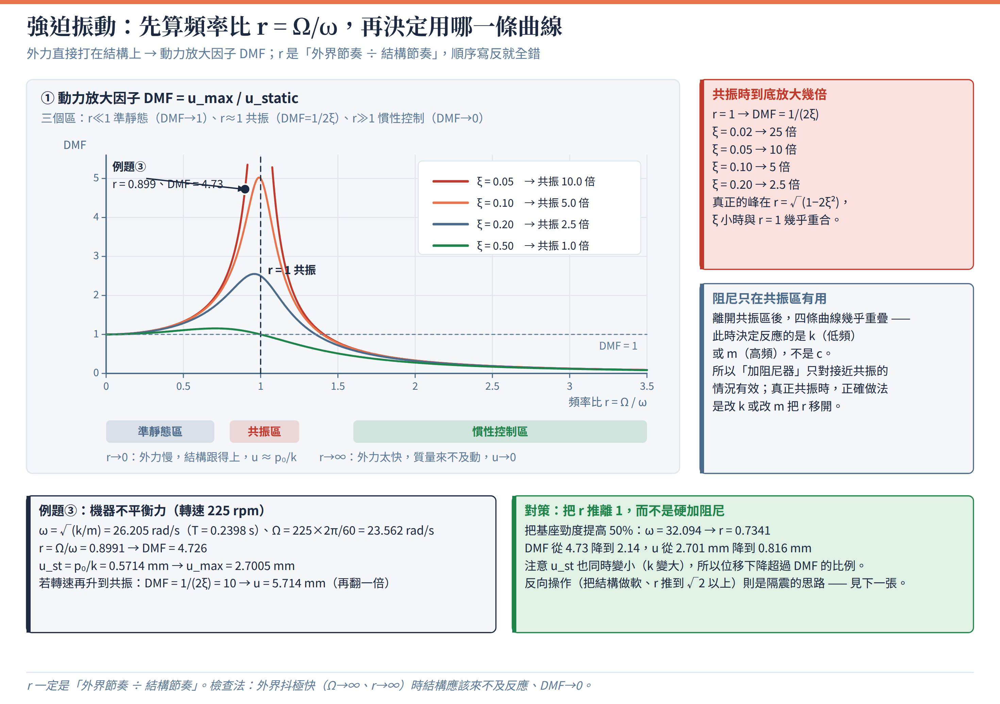 強迫振動：先算頻率比 r = Ω/ω，再決定用哪一條曲線
外力直接打在結構上 → 動力放大因子 DMF；r 是「外界節奏 ÷ 結構節奏」，順序寫反就全錯
① 動力放大因子 DMF = u_max / u_static
三個區：r≪1 準靜態（DMF→1）、r≈1 共振（DMF=1/2ξ）、r≫1 慣性控制（DMF→0）
DMF
例題③
r = 0.899、DMF = 4.73
5
4
3
2
1
0
ξ = 0.05 → 共振 10.0 倍
ξ = 0.10 → 共振 5.0 倍
ξ = 0.20 → 共振 2.5 倍
ξ = 0.50 → 共振 1.0 倍
r = 1 共振
DMF = 1
0 0.5 1 1.5 2 2.5 3 3.5
頻率比 r = Ω / ω
準靜態區 共振區 慣性控制區
r→0：外力慢，結構跟得上，u ≈ p₀/k r→∞：外力太快，質量來不及動，u→0
共振時到底放大幾倍
r = 1 → DMF = 1/(2ξ)
ξ = 0.02 → 25 倍
ξ = 0.05 → 10 倍
ξ = 0.10 → 5 倍
ξ = 0.20 → 2.5 倍
真正的峰在 r = √(1−2ξ²)，
ξ 小時與 r = 1 幾乎重合。
阻尼只在共振區有用
離開共振區後，四條曲線幾乎重疊 ——
此時決定反應的是 k（低頻）
或 m（高頻），不是 c。
所以「加阻尼器」只對接近共振的
情況有效；真正共振時，正確做法
是改 k 或改 m 把 r 移開。
例題③：機器不平衡力（轉速 225 rpm）
ω = √(k/m) = 26.205 rad/s（T = 0.2398 s）、Ω = 225×2π/60 = 23.562 rad/s
r = Ω/ω = 0.8991 → DMF = 4.726
u_st = p₀/k = 0.5714 mm → u_max = 2.7005 mm
若轉速再升到共振：DMF = 1/(2ξ) = 10 → u = 5.714 mm（再翻一倍）
對策：把 r 推離 1，而不是硬加阻尼
把基座勁度提高 50%：ω = 32.094 → r = 0.7341
DMF 從 4.73 降到 2.14，u 從 2.701 mm 降到 0.816 mm
注意 u_st 也同時變小（k 變大），所以位移下降超過 DMF 的比例。
反向操作（把結構做軟、r 推到 √2 以上）則是隔震的思路 —— 見下一張。
r 一定是「外界節奏 ÷ 結構節奏」。檢查法：外界抖極快（Ω→∞、r→∞）時結構應該來不及反應、DMF→0。